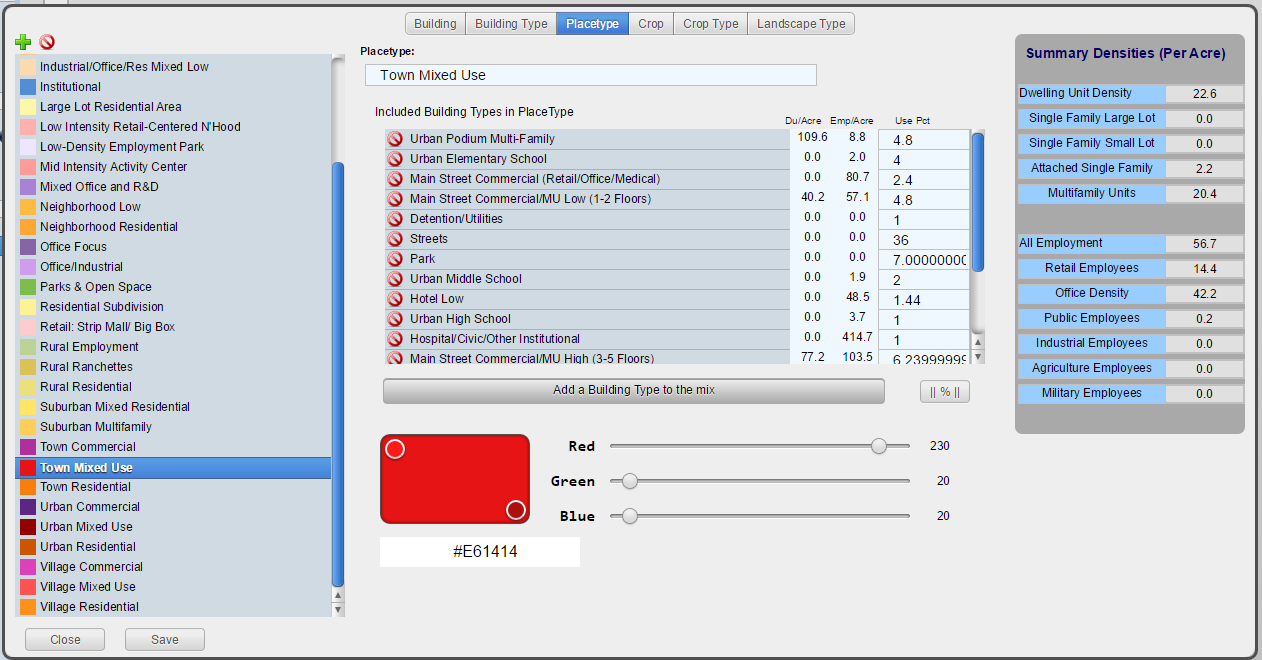 Building Building Type Placetype Crop Crop Type Landscape Type
Industrial/Office/Res Mixed Low
Institutional
Large Lot Residential Area
Low Intensity Retail-Centered N'Hood
Low-Density Employment Park
Mid Intensity Activity Center
Mixed Office and R&D
Neighborhood Low
Neighborhood Residential
Office Focus
Office/Industrial
Parks & Open Space
Residential Subdivision
Retail: Strip Mall/ Big Box
Rural Employment
Rural Ranchettes
Rural Residential
Suburban Mixed Residential
Suburban Multifamily
Town Commercial
Town Mixed Use
Town Residential
Urban Commercial
Urban Mixed Use
Urban Residential
Village Commercial
Village Mixed Use
Village Residential
Close Save
Placetype:
Town Mixed Use
Included Building Types in PlaceType
Du/Acre Emp/Acre Use Pct
Urban Podium Multi-Family 109.6 8.8 4.8
Urban Elementary School 0.0 2.0 4
Main Street Commercial (Retail/Office/Medical) 0.0 80.7 2.4
Main Street Commercial/MU Low (1-2 Floors) 40.2 57.1 4.8
Detention/Utilities 0.0 0.0 1
Streets 0.0 0.0 36
Park 0.0 0.0 7.00000000
Urban Middle School 0.0 1.9 2
Hotel Low 0.0 48.5 1.44
Urban High School 0.0 3.7 1
Hospital/Civic/Other Institutional 0.0 414.7 1
Main Street Commercial/MU High (3-5 Floors) 77.2 103.5 6.23999999
Add a Building Type to the mix || % ||
Red 230
Green 20
Blue 20
#E61414
Summary Densities (Per Acre)
Dwelling Unit Density 22.6
Single Family Large Lot 0.0
Single Family Small Lot 0.0
Attached Single Family 2.2
Multifamily Units 20.4
All Employment 56.7
Retail Employees 14.4
Office Density 42.2
Public Employees 0.2
Industrial Employees 0.0
Agriculture Employees 0.0
Military Employees 0.0